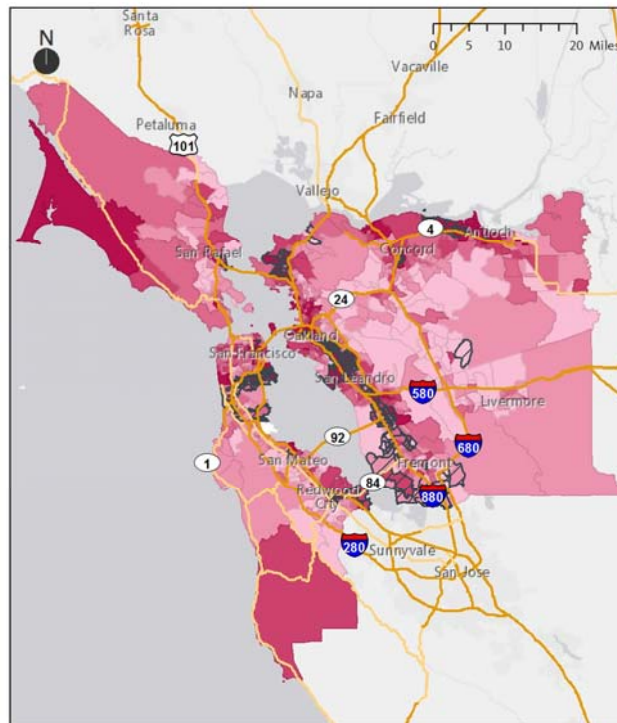 N
Santa
Rosa
0 5 10 20 Miles
Vacaville
Napa
Fairfield
Petaluma
101
Vallejo
4
Antioch
San Rafael
Concord
24
Oakland
San Francisco
San Leandro
580
Livermore
92
680
1
San Mateo
Fremont
84
Redwood
City
880
280
Sunnyvale
San Jose